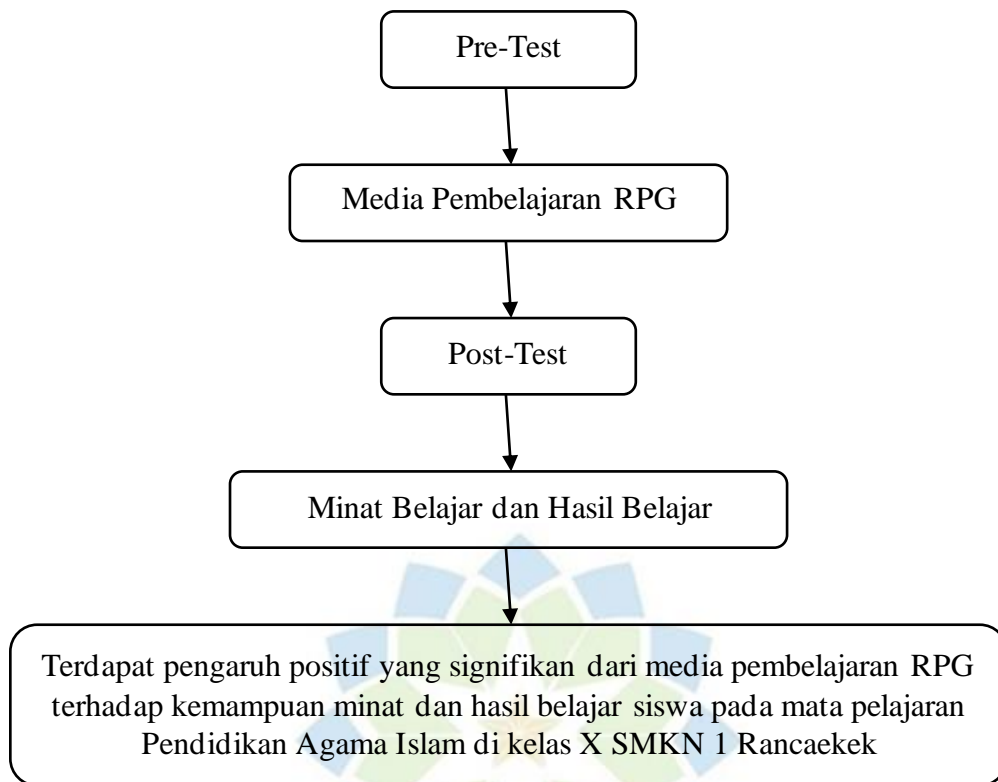 Pre-Test
Media Pembelajaran RPG
Post-Test
Minat Belajar dan Hasil Belajar
Terdapat pengaruh positif yang signifikan dari media pembelajaran RPG
terhadap kemampuan minat dan hasil belajar siswa pada mata pelajaran
Pendidikan Agama Islam di kelas X SMKN 1 Rancaekek